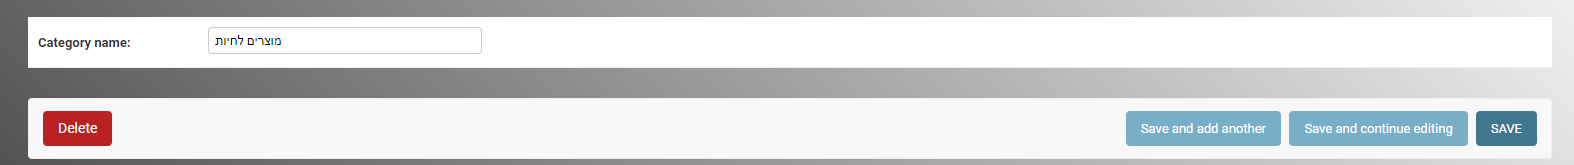 Category name: מוצרים לחיות
Delete Save and add another Save and continue editing SAVE